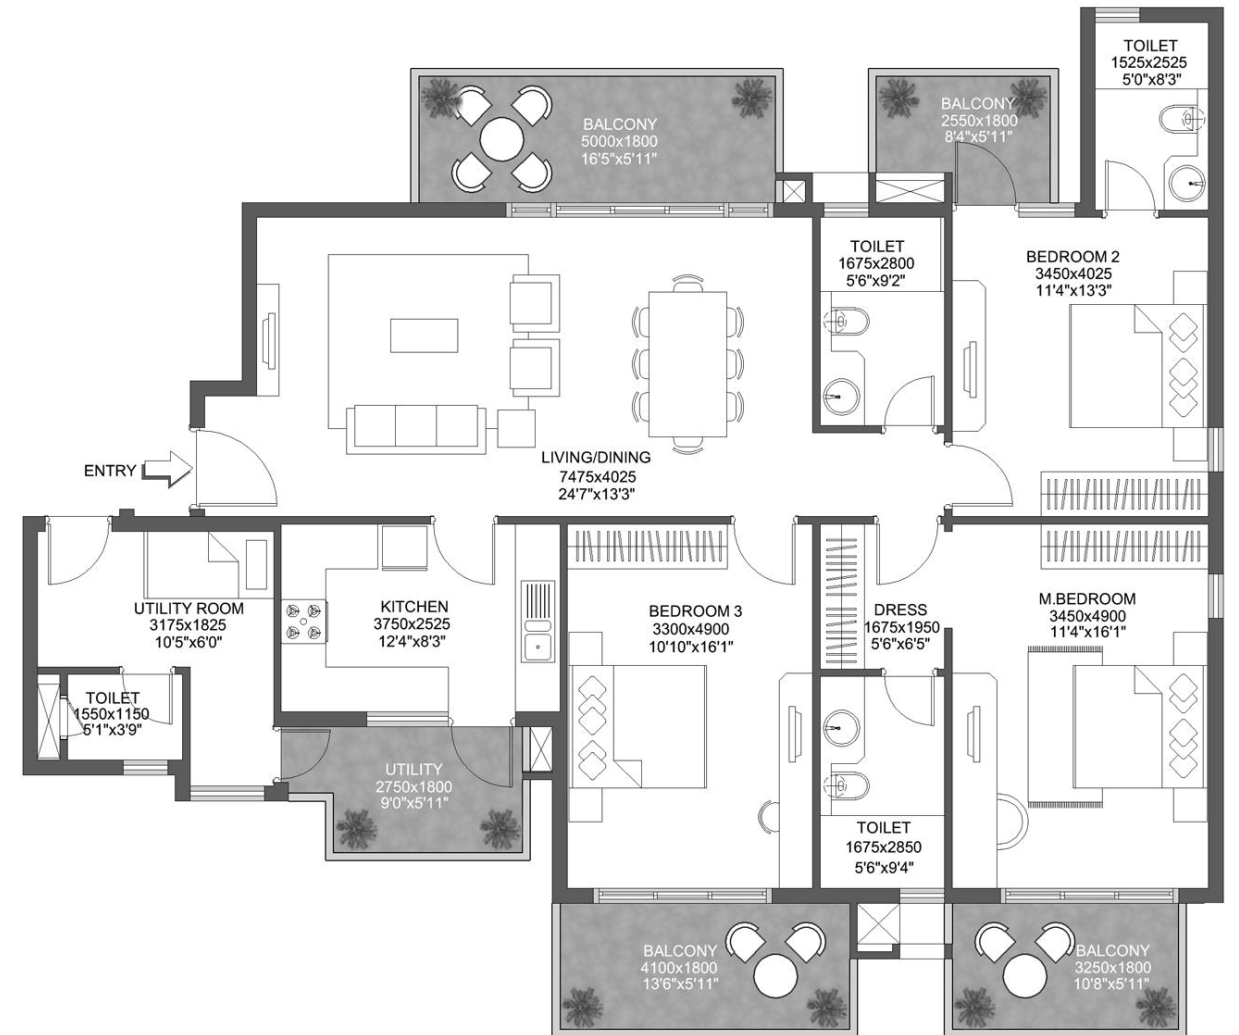 TOILET
1525x2525
5'0"x8'3"
BALCONY
2550x1800
8'4"x5'11"
BALCONY
5000x1800
16'5"x5'11"
TOILET
1675x2800
5'6"x9'2"
BEDROOM 2
3450x4025
11'4"x13'3"
LIVING/DINING
7475x4025
24'7"x13'3"
ENTRY
UTILITY ROOM
3175x1825
10'5"x6'0"
KITCHEN
3750x2525
12'4"x8'3"
BEDROOM 3
3300x4900
10'10"x16'1"
DRESS
1675x1950
5'6"x6'5"
M.BEDROOM
3450x4900
11'4"x16'1"
TOILET
1550x1150
5'1"x3'9"
UTILITY
2750x1800
9'0"x5'11"
TOILET
1675x2850
5'6"x9'4"
BALCONY
4100x1800
13'6"x5'11"
BALCONY
3250x1800
10'8"x5'11"